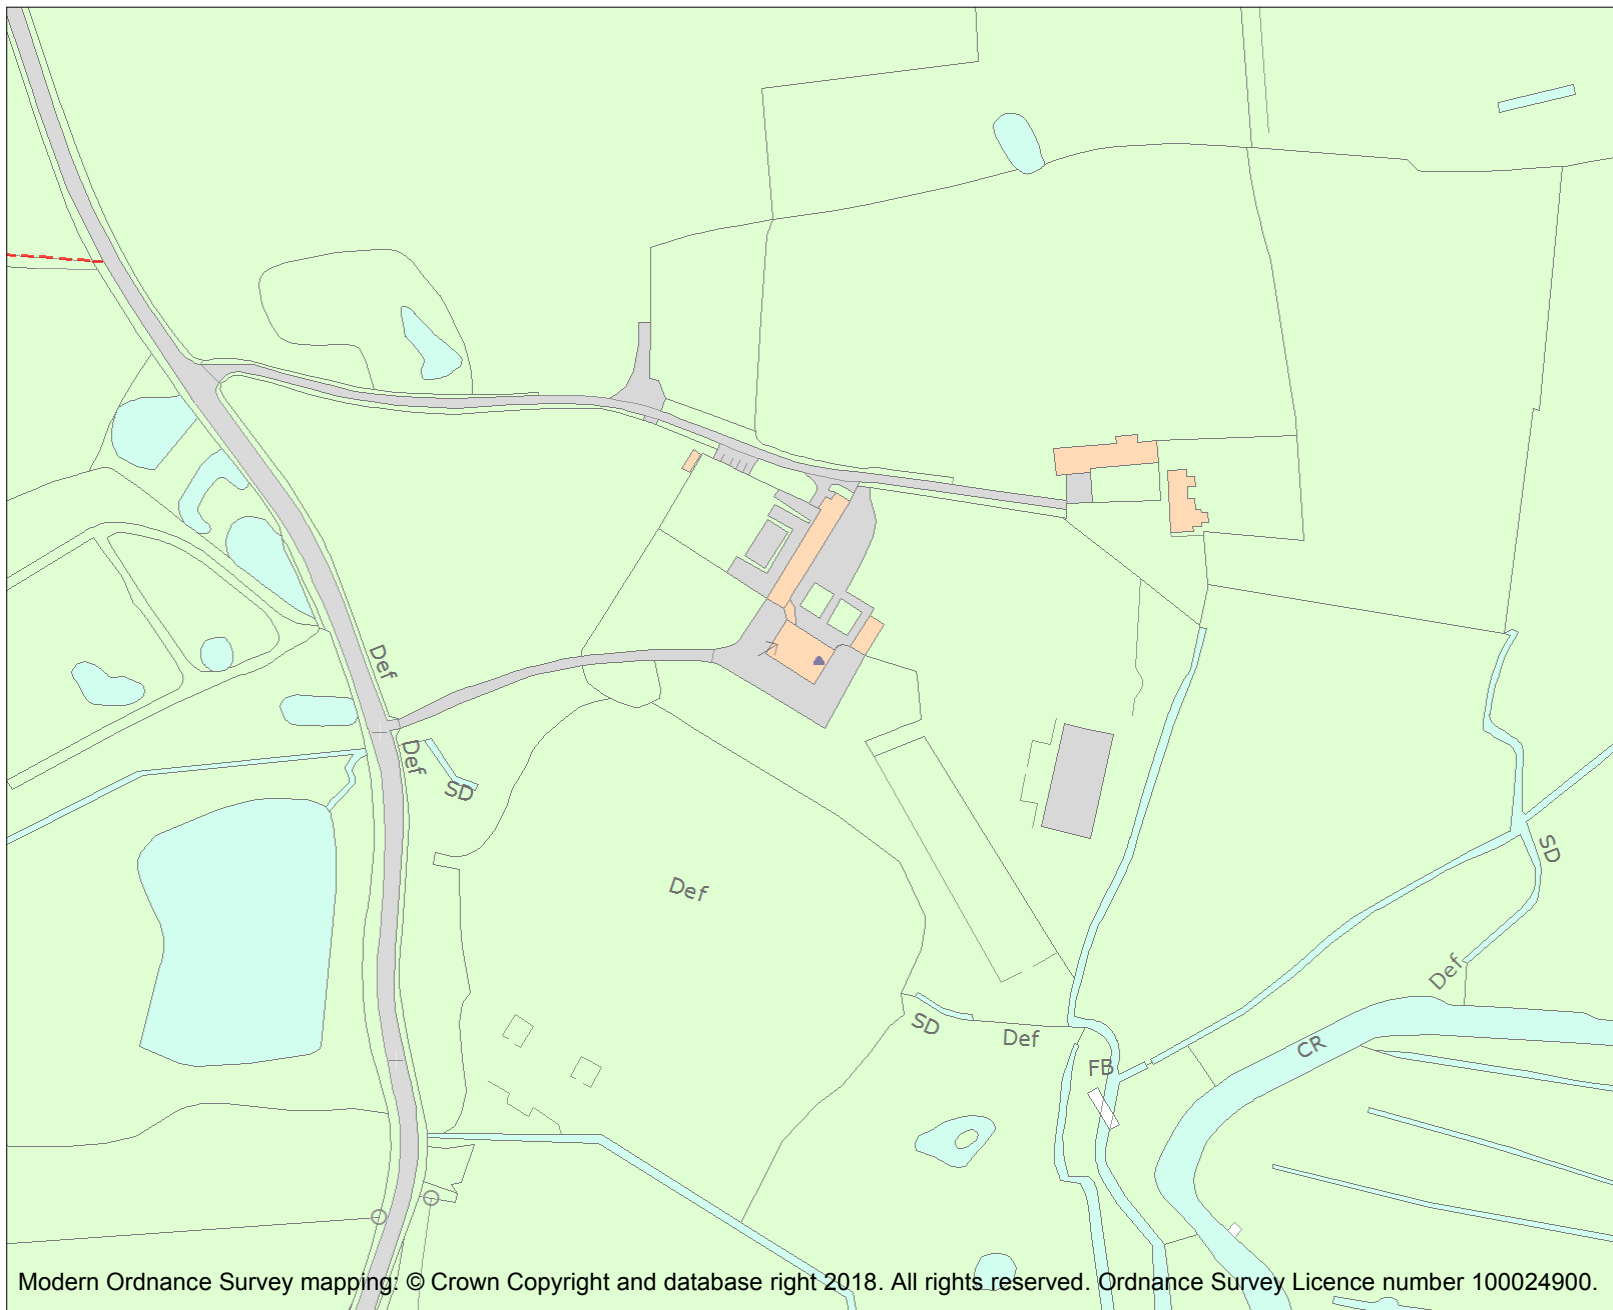 Def
Def
SD
Def
SD
Def
SD
Def
CR
FB
Modern Ordnance Survey mapping: © Crown Copyright and database right 2018. All rights reserved. Ordnance Survey Licence number 100024900.